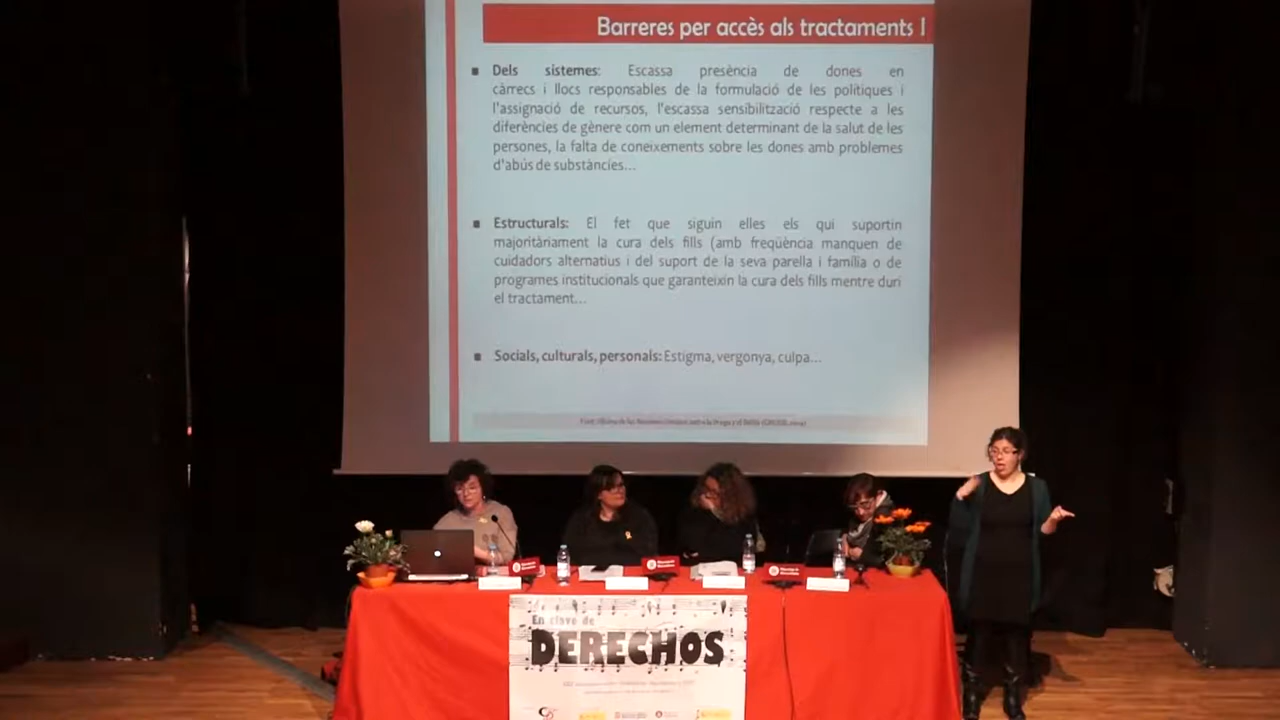 Barreres per accès als tractaments I
▪ Dels sistemes: Escassa presència de dones en
càrrecs i llocs responsables de la formulació de les polítiques i
l'assignació de recursos, l'escassa sensibilització respecte a les
diferències de gènere com un element determinant de la salut de les
persones, la falta de coneixements sobre les dones amb problemes
d'abús de substàncies...
▪ Estructurals: El fet que siguin elles els qui suportin
majoritàriament la cura dels fills (amb freqüència manquen de
cuidadors alternatius i del suport de la seva parella i família o de
programes institucionals que garanteixin la cura dels fills mentre duri
el tractament...
▪ Socials, culturals, personals: Estigma, vergonya, culpa...
En clave de
DERECHOS